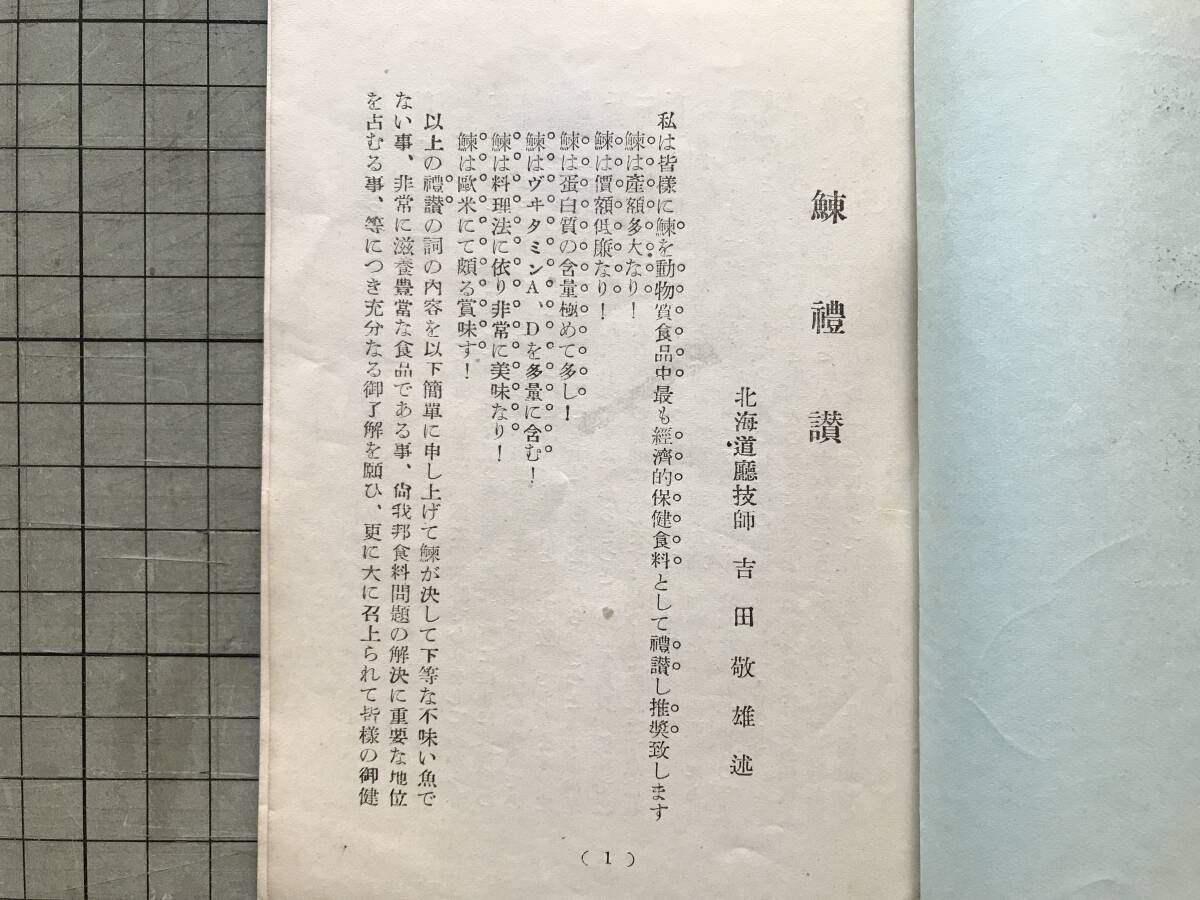 鰊禮讃
北海道廳技師 吉田敬雄述
私は皆樣に鰊を動物質食品中最も經濟的保健食料として禮讃し推奬致します
鰊は產額多大なり!
鰊は價額低廉なり!
鰊は蛋白質の含量極めて多し!
鰊はヴヰタミンA、Dを多量に含む!
鰊は料理法に依り非常に美味なり!
鰊は歐米にて頗る賞味す!
以上の禮讃の詞の內容を以下簡單に申し上げて鰊が決して下等な不味い魚で
ない事、非常に滋養豊富な食品である事、尙我邦食料問題の解決に重要な地位
を占むる事、等につき充分なる御了解を願ひ、更に大に召上られて皆樣の御健
( 1 )